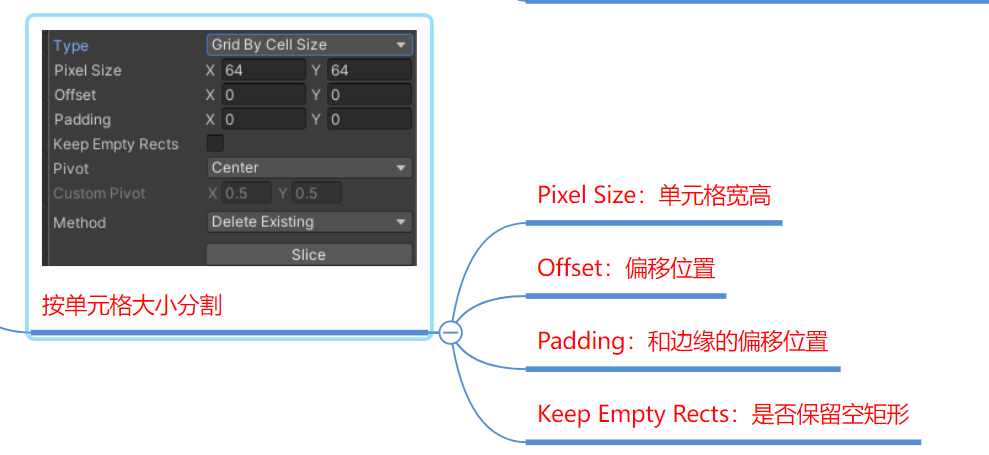 Type Grid By Cell Size
Pixel Size X 64 Y 64
Offset X 0 Y 0
Padding X 0 Y 0
Keep Empty Rects
Pivot Center
Custom Pivot X 0.5 Y 0.5
Method Delete Existing
Slice
按单元格大小分割
Pixel Size：单元格宽高
Offset：偏移位置
Padding：和边缘的偏移位置
Keep Empty Rects：是否保留空矩形